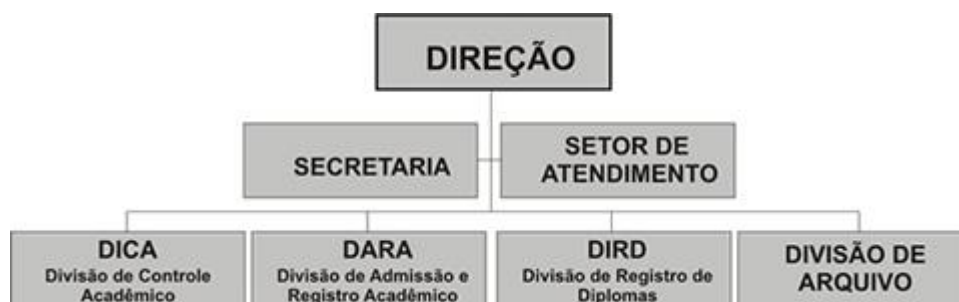 DIREÇÃO
SECRETARIA
SETOR DE
ATENDIMENTO
DICA
Divisão de Controle
Acadêmico
DARA
Divisão de Admissão e
Registro Acadêmico
DIRD
Divisão de Registro de
Diplomas
DIVISÃO DE
ARQUIVO